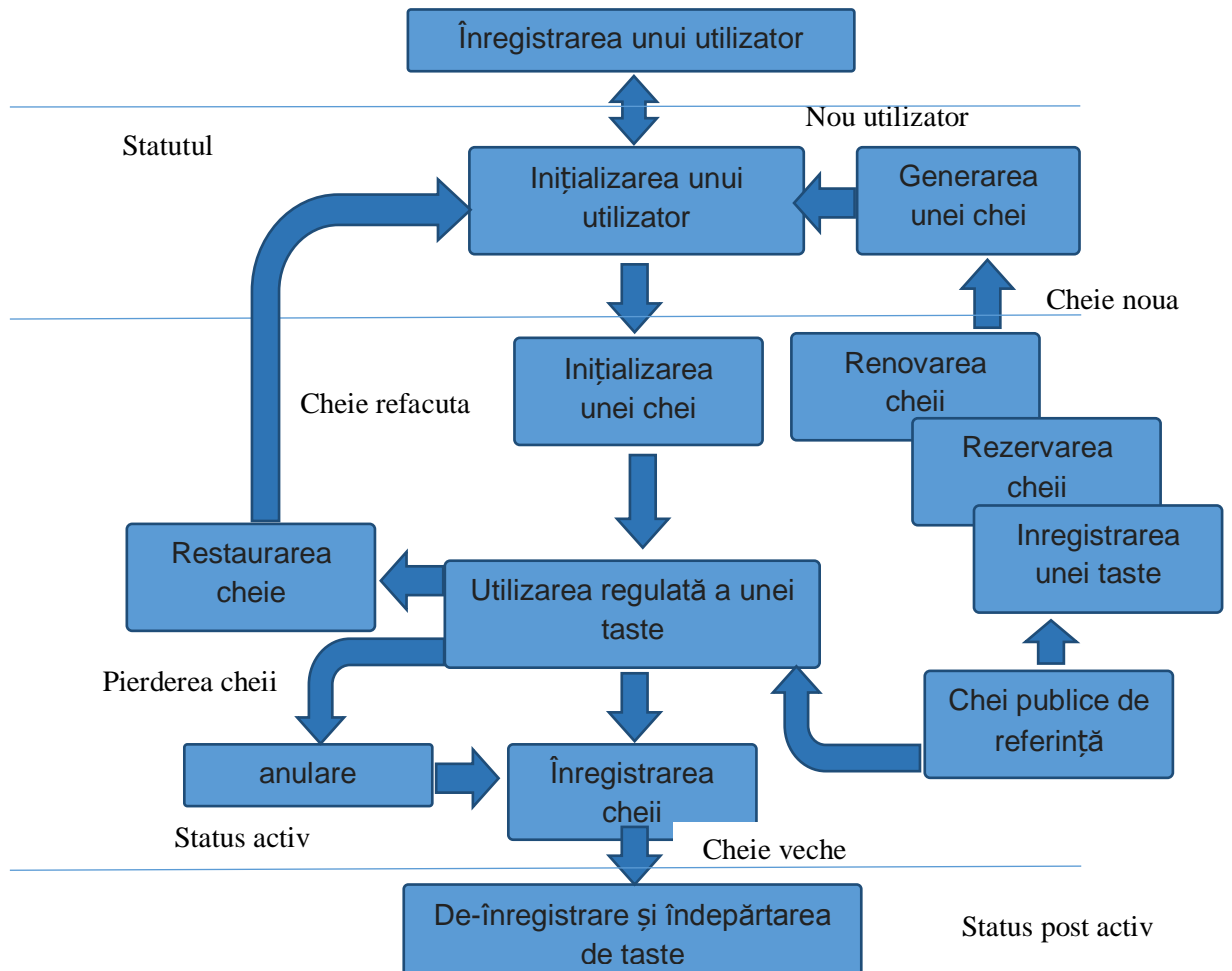 Înregistrarea unui utilizator
Nou utilizator
Statutul
Inițializarea unui
utilizator
Generarea
unei chei
Cheie noua
Inițializarea
unei chei
Renovarea
cheii
Cheie refacuta
Rezervarea
cheii
Inregistrarea
unei taste
Restaurarea
cheie
Utilizarea regulată a unei
taste
Pierderea cheii
Chei publice de
referință
anulare
Înregistrarea
cheii
Status activ
Cheie veche
De-înregistrare și îndepărtarea
de taste
Status post activ